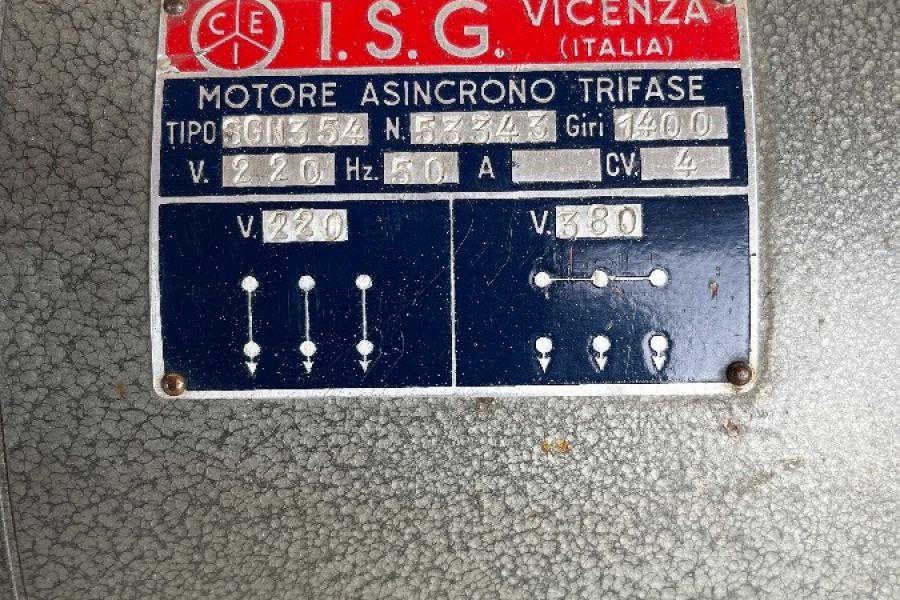 CEI I.S.G. VICENZA
(ITALIA)
MOTORE ASINCRONO TRIFASE
TIPO SGN354 N. 53343 Giri 1400
V. 220 Hz. 50 A CV. 4
V. 220 V. 380